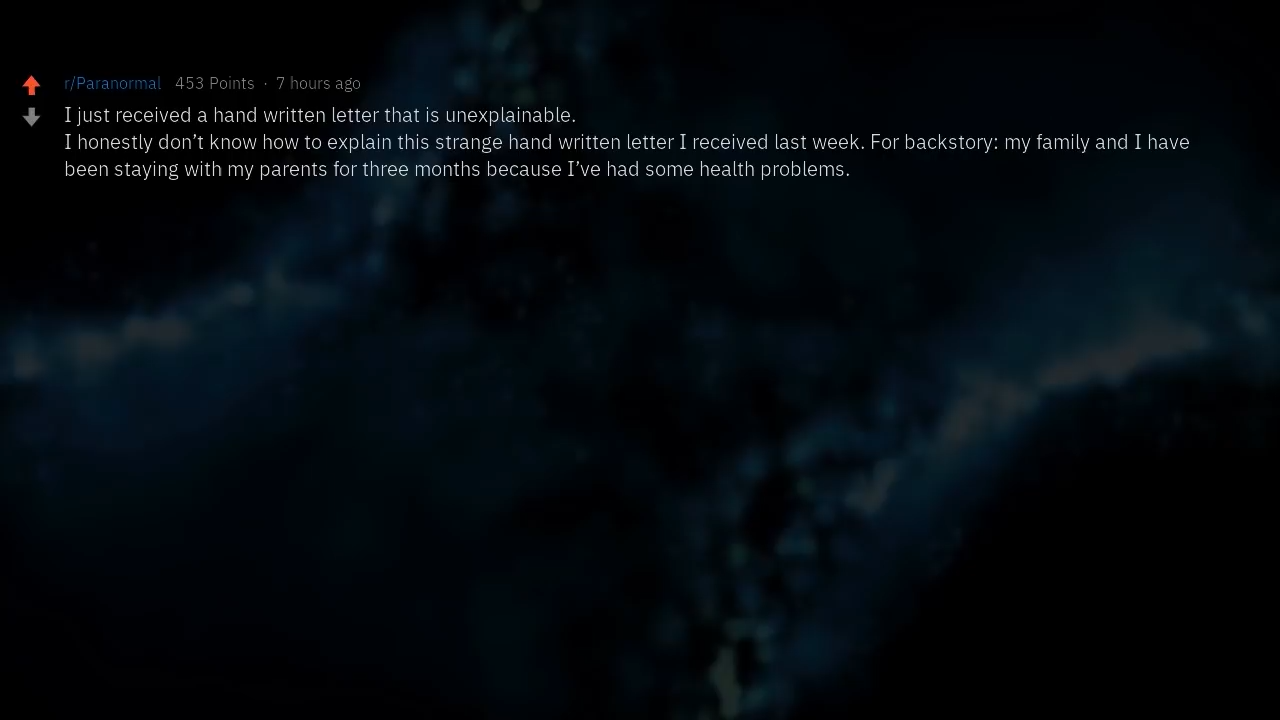 r/Paranormal 453 Points · 7 hours ago
I just received a hand written letter that is unexplainable.
I honestly don’t know how to explain this strange hand written letter I received last week. For backstory: my family and I have
been staying with my parents for three months because I’ve had some health problems.